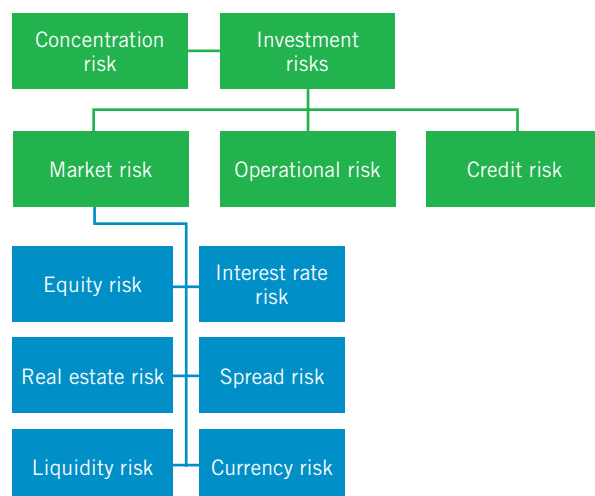 Concentration
risk
Investment
risks
Market risk
Operational risk
Credit risk
Equity risk
Interest rate
risk
Real estate risk
Spread risk
Liquidity risk
Currency risk